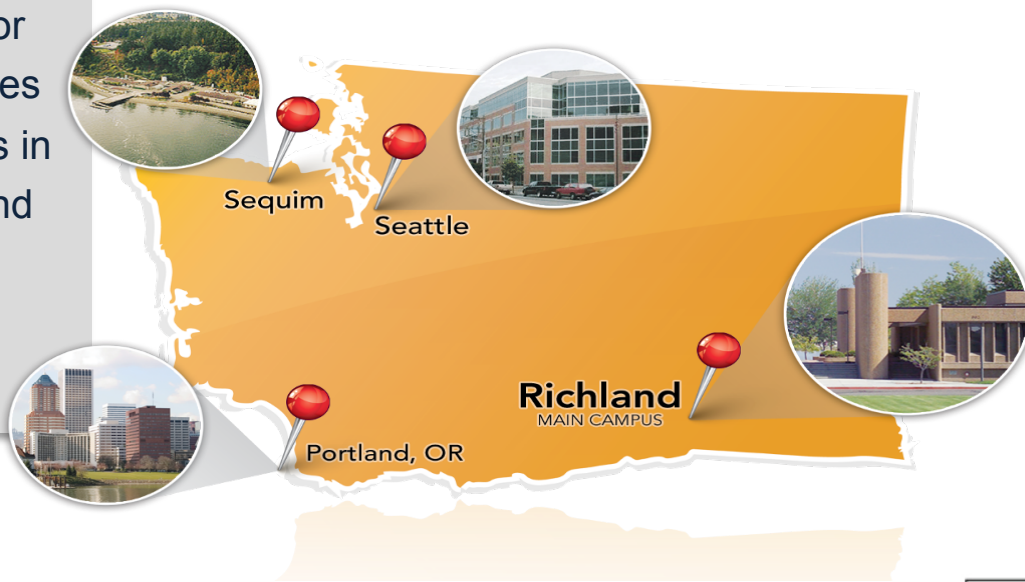 or
es
s in
nd
Sequim
Seattle
Richland
MAIN CAMPUS
Portland, OR